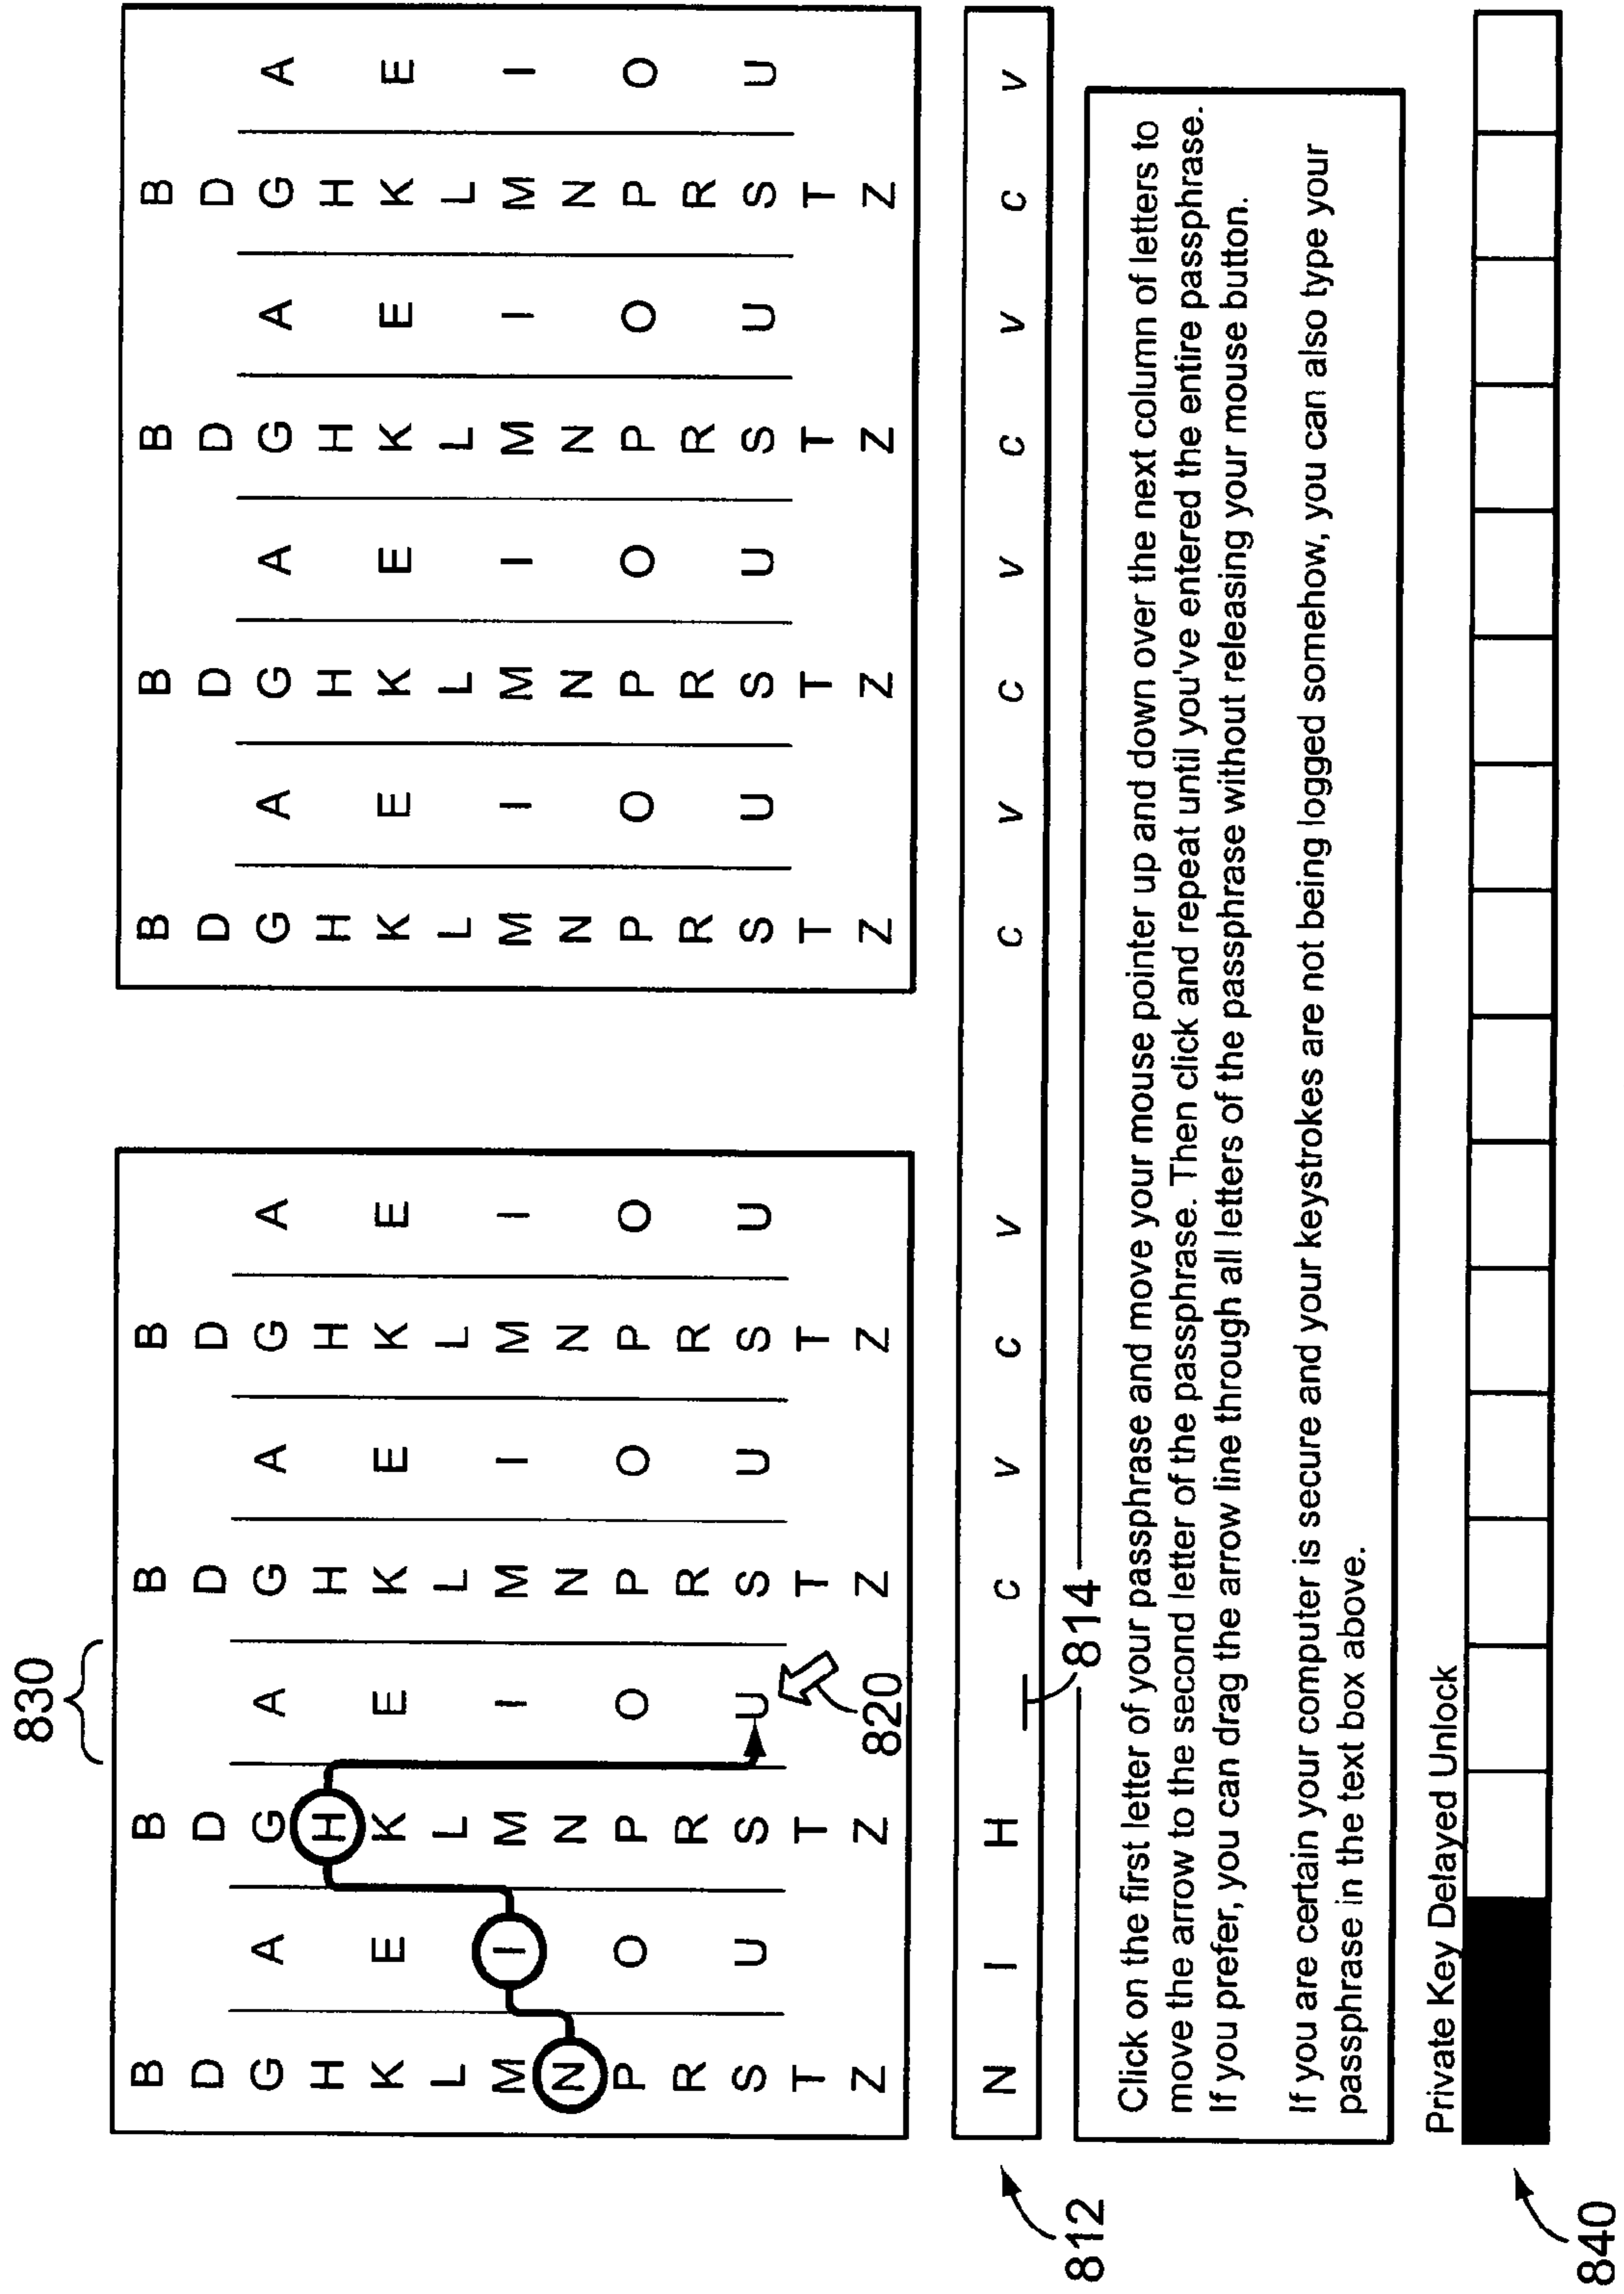 830
B B B B B B B B
D D D D D D D D
G A G A G A G A G A G A G A G A
H H H H H H H H
K E K E K E K E K E K E K E K E
L L L L L L L L
M I M I M I M I M I M I M I M I
N N N N N N N N
P O P O P O P O P O P O P O P O
R R R R R R R R
S U S U S U S U S U S U S U S U
T T T T T T T T
Z Z Z Z Z Z Z Z
820
812 N I H c v c v c v c v c v c v
814
Click on the first letter of your passphrase and move your mouse pointer up and down over the next column of letters to
move the arrow to the second letter of the passphrase. Then click and repeat until you've entered the entire passphrase.
If you prefer, you can drag the arrow line through all letters of the passphrase without releasing your mouse button.
If you are certain your computer is secure and your keystrokes are not being logged somehow, you can also type your
passphrase in the text box above.
Private Key Delayed Unlock
840